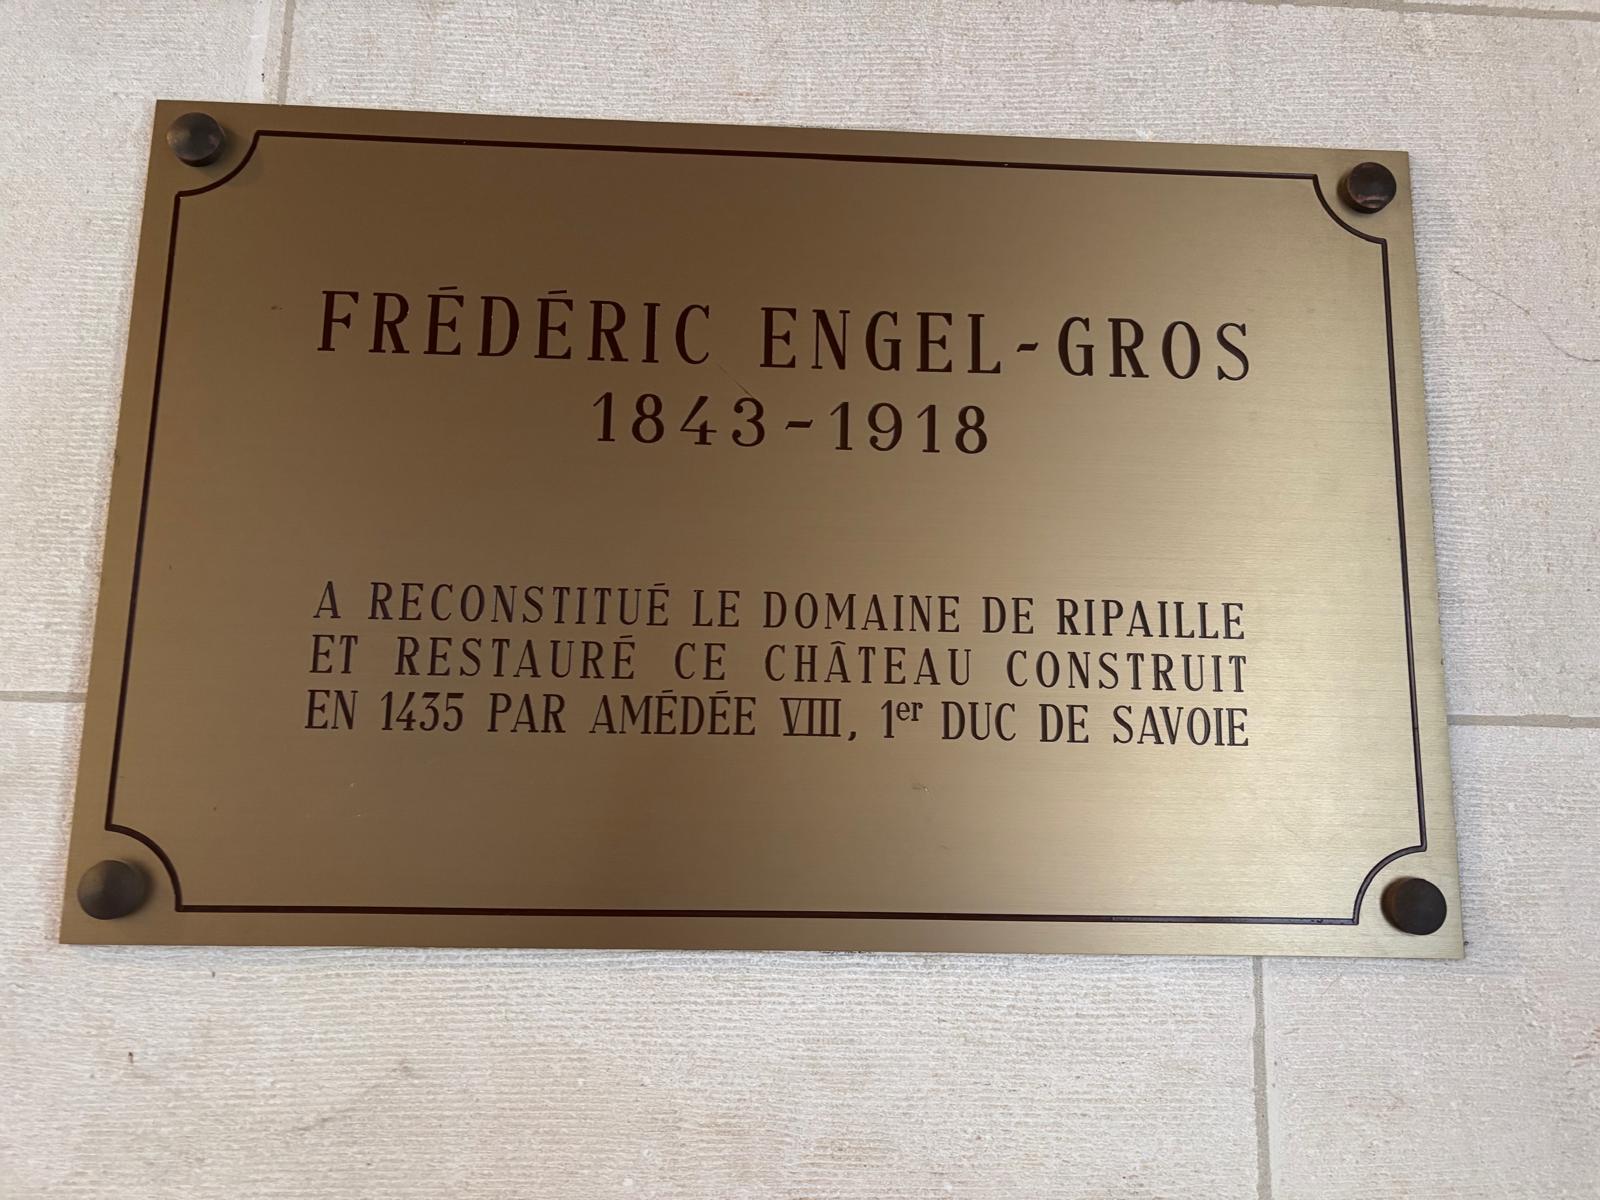 FRÉDÉRIC ENGEL-GROS
1843-1918
A RECONSTITUÉ LE DOMAINE DE RIPAILLE
ET RESTAURÉ CE CHÂTEAU CONSTRUIT
EN 1435 PAR AMÉDÉE VIII, 1er DUC DE SAVOIE